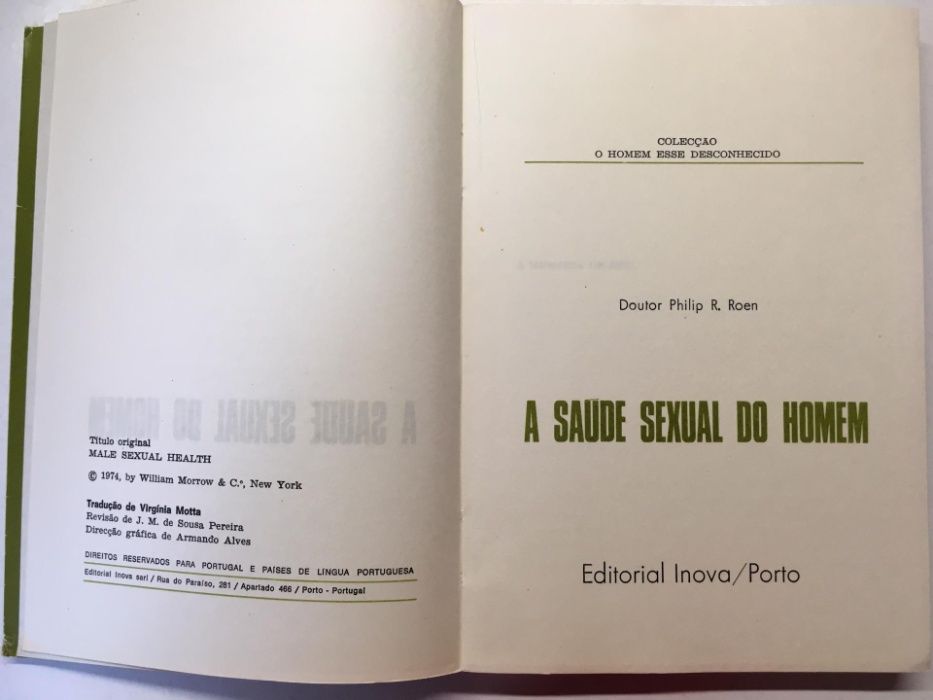 Título original
MALE SEXUAL HEALTH
© 1974, by William Morrow & C.º, New York
Tradução de Virgínia Motta
Revisão de J. M. de Sousa Pereira
Direcção gráfica de Armando Alves
DIREITOS RESERVADOS PARA PORTUGAL E PAÍSES DE LÍNGUA PORTUGUESA
Editorial Inova sarl / Rua do Paraíso, 281 / Apartado 466 / Porto - Portugal
COLECÇÃO
O HOMEM ESSE DESCONHECIDO
Doutor Philip R. Roen
A SAÚDE SEXUAL DO HOMEM
Editorial Inova/Porto